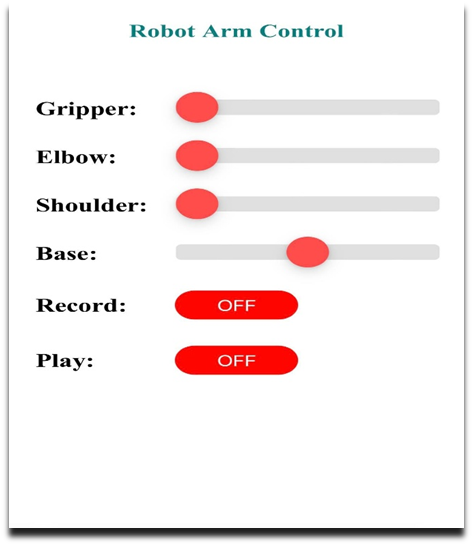 Robot Arm Control
Gripper:
Elbow:
Shoulder:
Base:
Record: OFF
Play: OFF